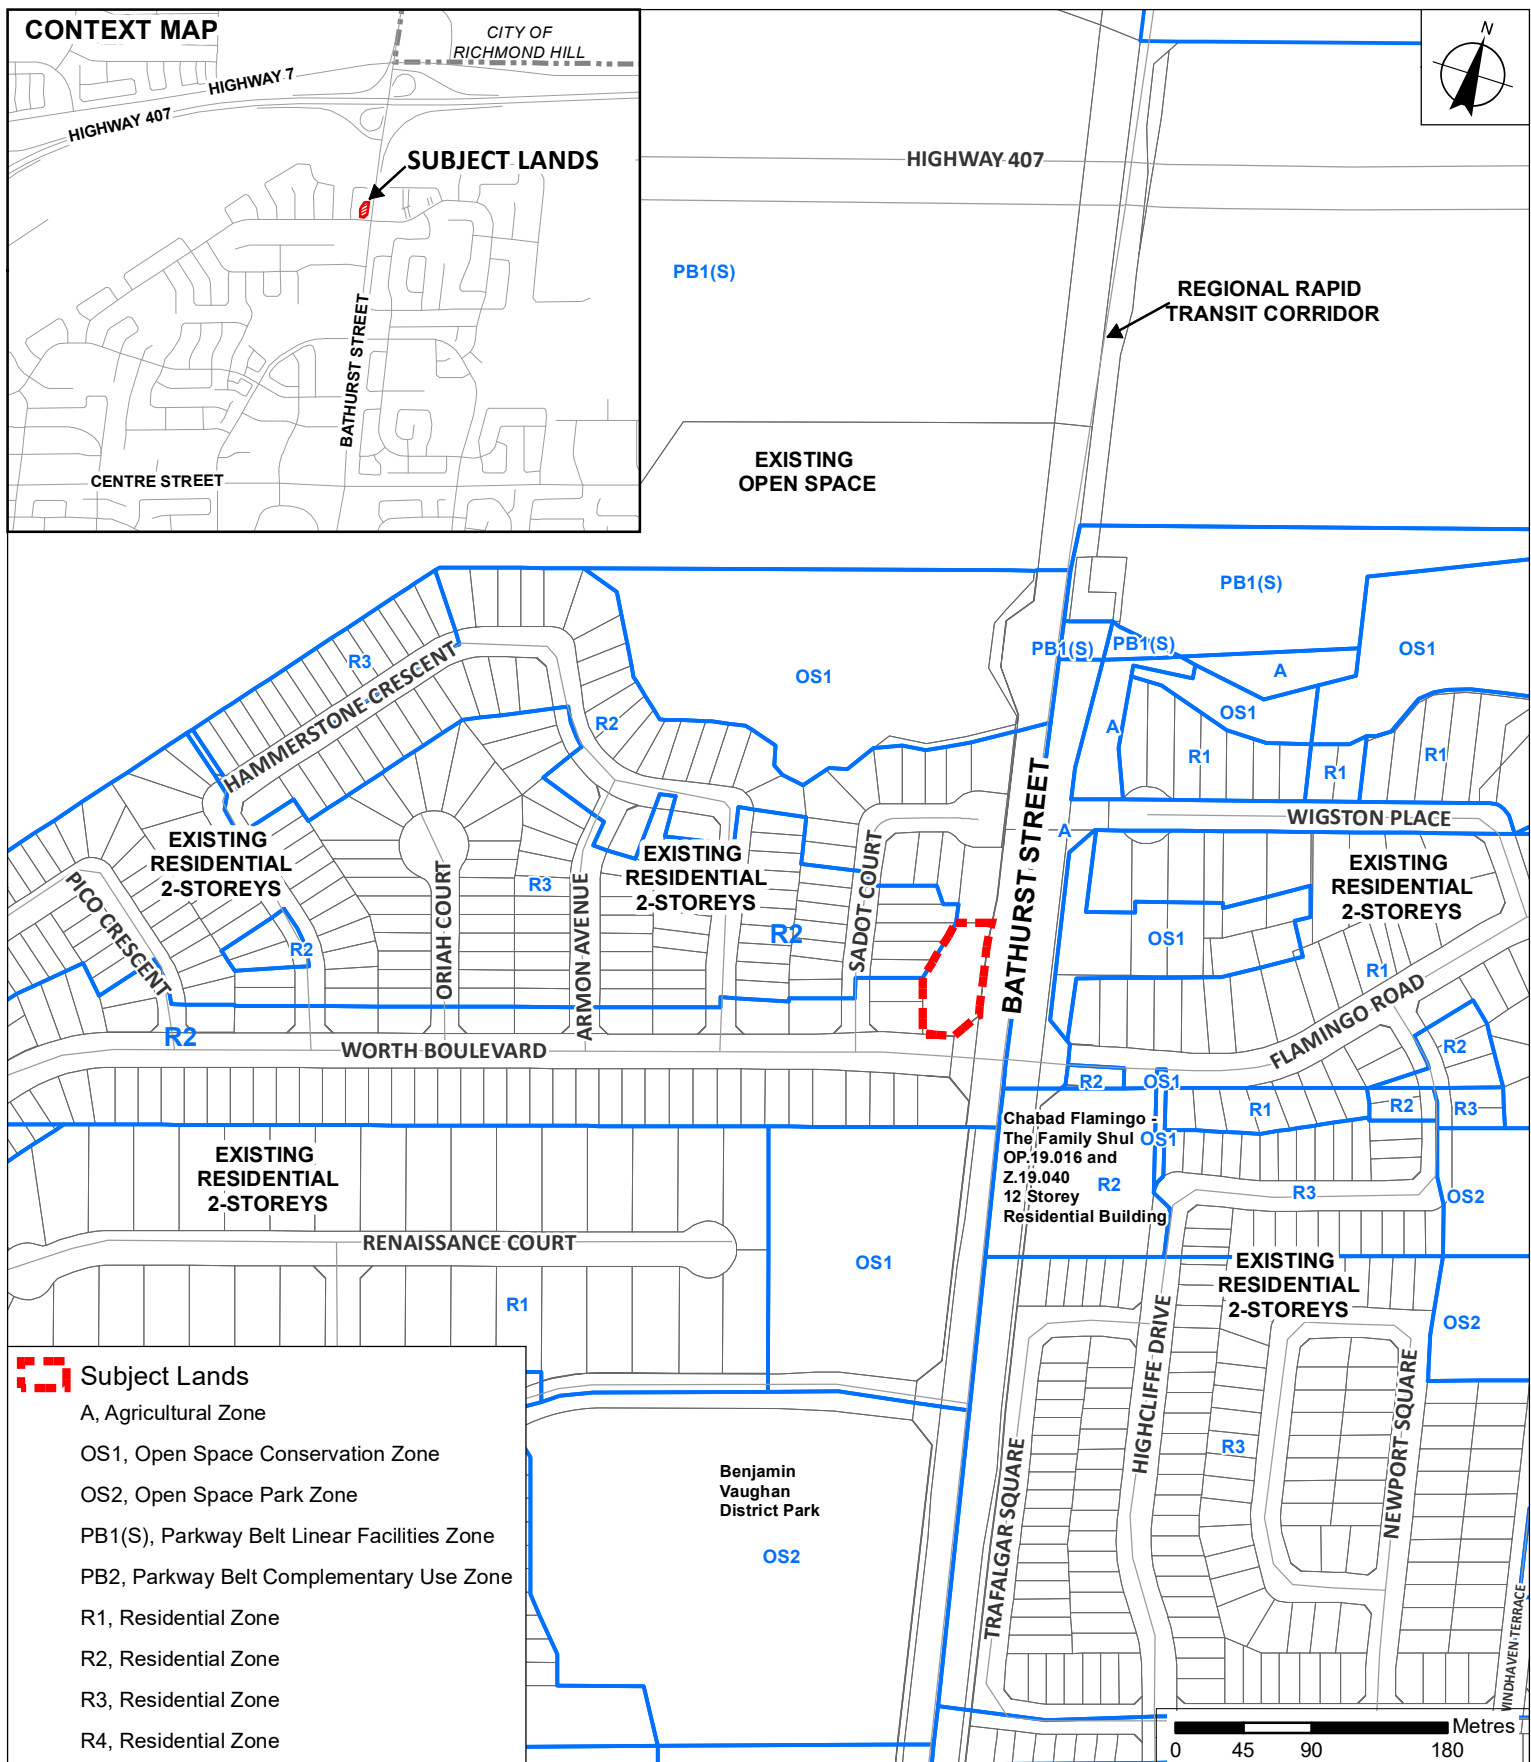 CONTEXT MAP
CITY OF
RICHMOND HILL
HIGHWAY 7
HIGHWAY 407
SUBJECT LANDS
BATHURST STREET
CENTRE STREET
N
HIGHWAY 407
PB1(S)
REGIONAL RAPID
TRANSIT CORRIDOR
EXISTING
OPEN SPACE
PB1(S)
PB1(S)
PB1(S)
OS1
A
R3
HAMMERSTONE CRESCENT
OS1
R2
OS1
A
R1
R1
R1
WIGSTON PLACE
A
BATHURST STREET
EXISTING
RESIDENTIAL
2-STOREYS
PICO CRESCENT
R2
ORIAH COURT
R3
ARMON AVENUE
EXISTING
RESIDENTIAL
2-STOREYS
R2
SADOT COURT
EXISTING
RESIDENTIAL
2-STOREYS
OS1
R1
FLAMINGO ROAD
R2
R2
WORTH BOULEVARD
R2
OS1
R1
R2
R3
Chabad Flamingo -
The Family Shul
OP.19.016 and
Z.19.040
12 Storey
Residential Building
OS1
R2
R3
OS2
EXISTING
RESIDENTIAL
2-STOREYS
RENAISSANCE COURT
R1
OS1
EXISTING
RESIDENTIAL
2-STOREYS
OS2
HIGHCLIFFE DRIVE
NEWPORT SQUARE
TRAFALGAR SQUARE
R3
Benjamin
Vaughan
District Park
OS2
Subject Lands
A, Agricultural Zone
OS1, Open Space Conservation Zone
OS2, Open Space Park Zone
PB1(S), Parkway Belt Linear Facilities Zone
PB2, Parkway Belt Complementary Use Zone
R1, Residential Zone
R2, Residential Zone
R3, Residential Zone
R4, Residential Zone
TERRACE
Metres
0 45 90 180